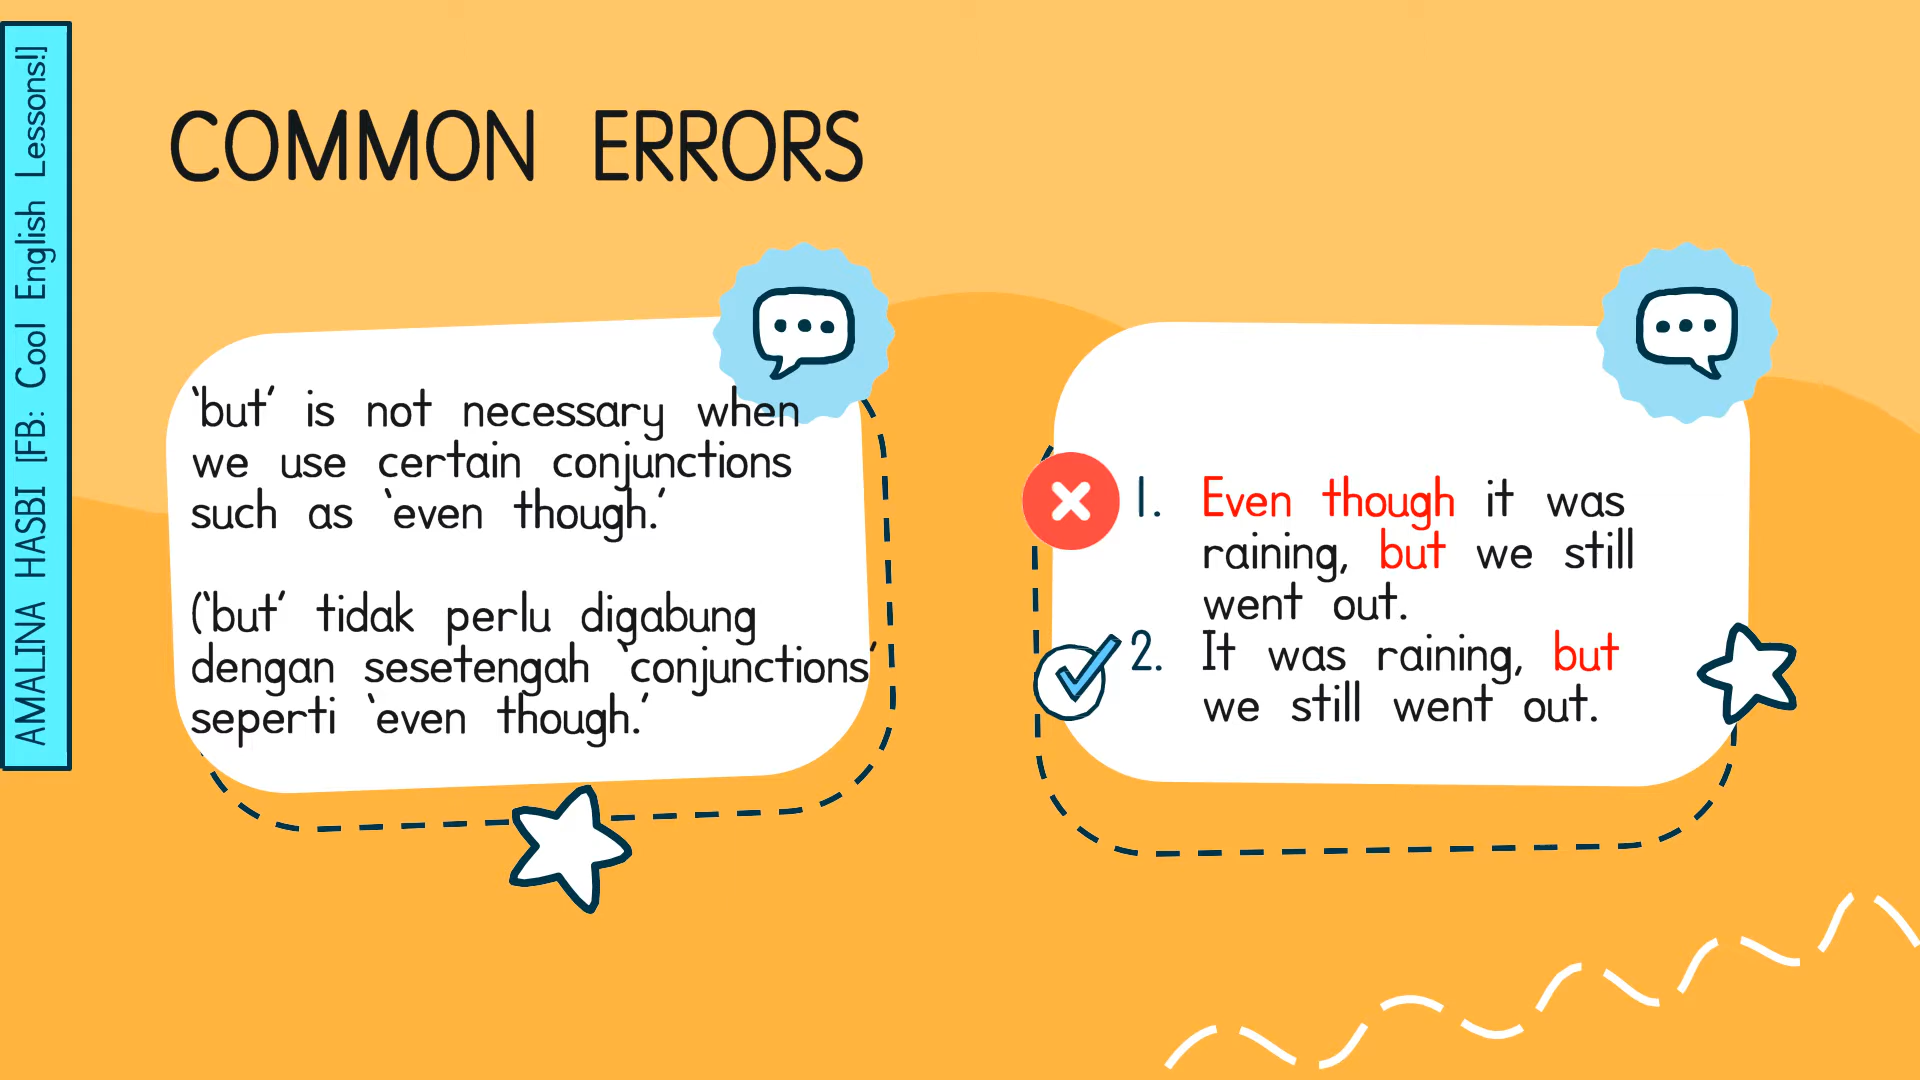 AMALINA HASBI [FB: Cool English Lessons!]
COMMON ERRORS
‘but’ is not necessary when
we use certain conjunctions
such as ‘even though.’
(‘but’ tidak perlu digabung
dengan sesetengah ‘conjunctions’
seperti ‘even though.’
1. Even though it was
raining, but we still
went out.
2. It was raining, but
we still went out.